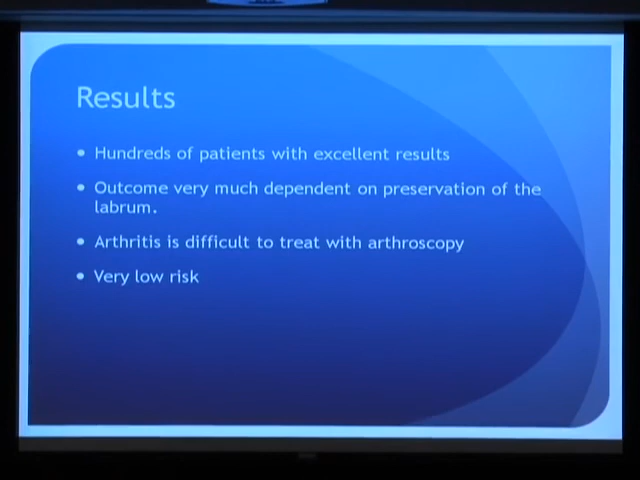 Results
• Hundreds of patients with excellent results
• Outcome very much dependent on preservation of the
labrum.
• Arthritis is difficult to treat with arthroscopy
• Very low risk